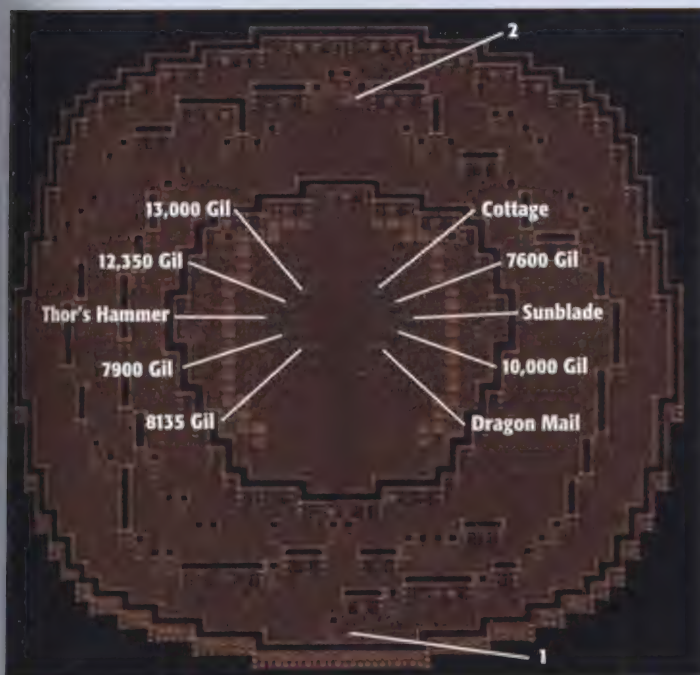 2
13,000 Gil
Cottage
12,350 Gil
7600 Gil
Thor's Hammer
Sunblade
7900 Gil
10,000 Gil
8135 Gil
Dragon Mail
1